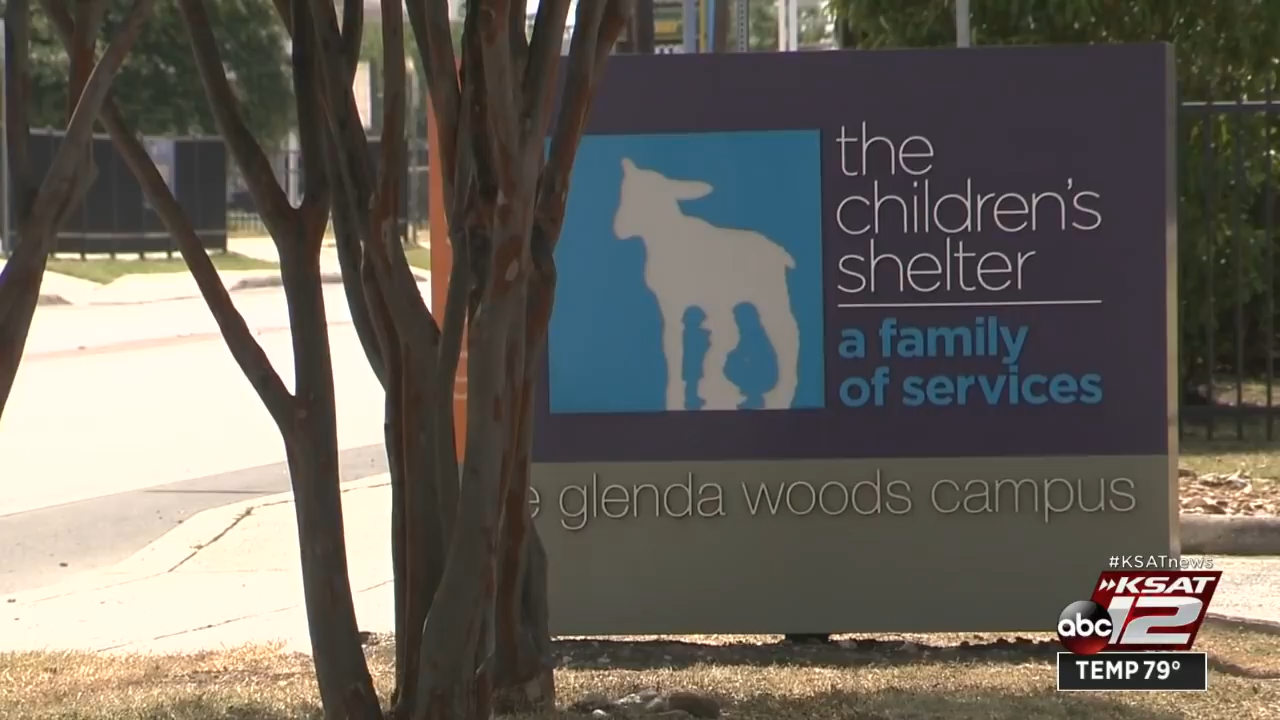 the
children's
shelter
a family
of services
e glenda woods campus
#KSATnews
KSAT
abc 12
TEMP 79°